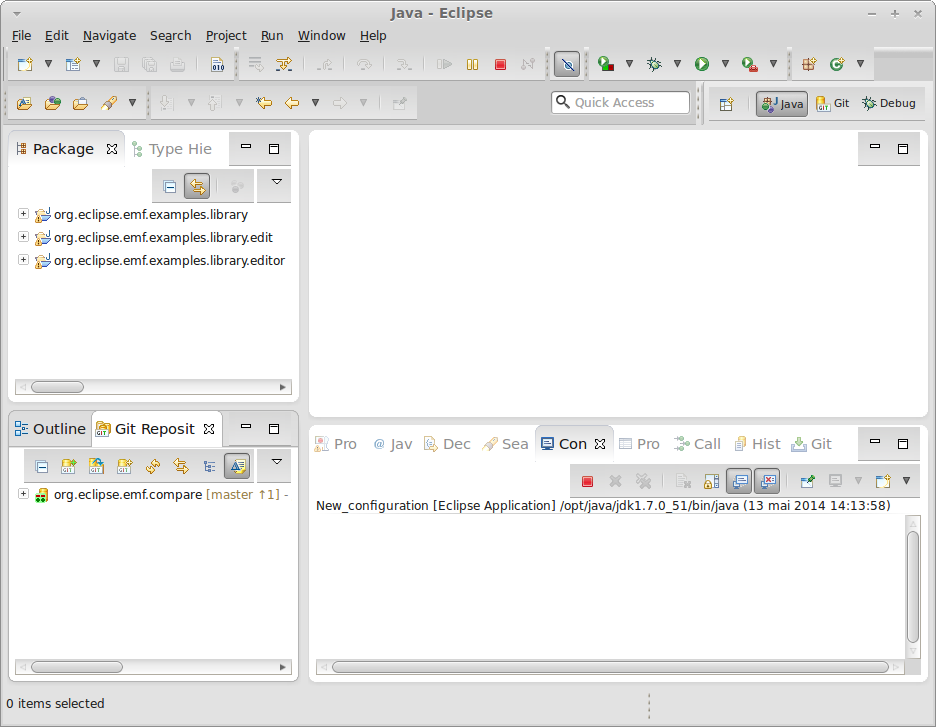 Java - Eclipse
File Edit Navigate Search Project Run Window Help
010
Quick Access
Java Git Debug
Package Type Hie
org.eclipse.emf.examples.library
org.eclipse.emf.examples.library.edit
org.eclipse.emf.examples.library.editor
Outline Git Reposit
org.eclipse.emf.compare [master ↑1] -
Pro Jav Dec Sea Con Pro Call Hist Git
New_configuration [Eclipse Application] /opt/java/jdk1.7.0_51/bin/java (13 mai 2014 14:13:58)
0 items selected